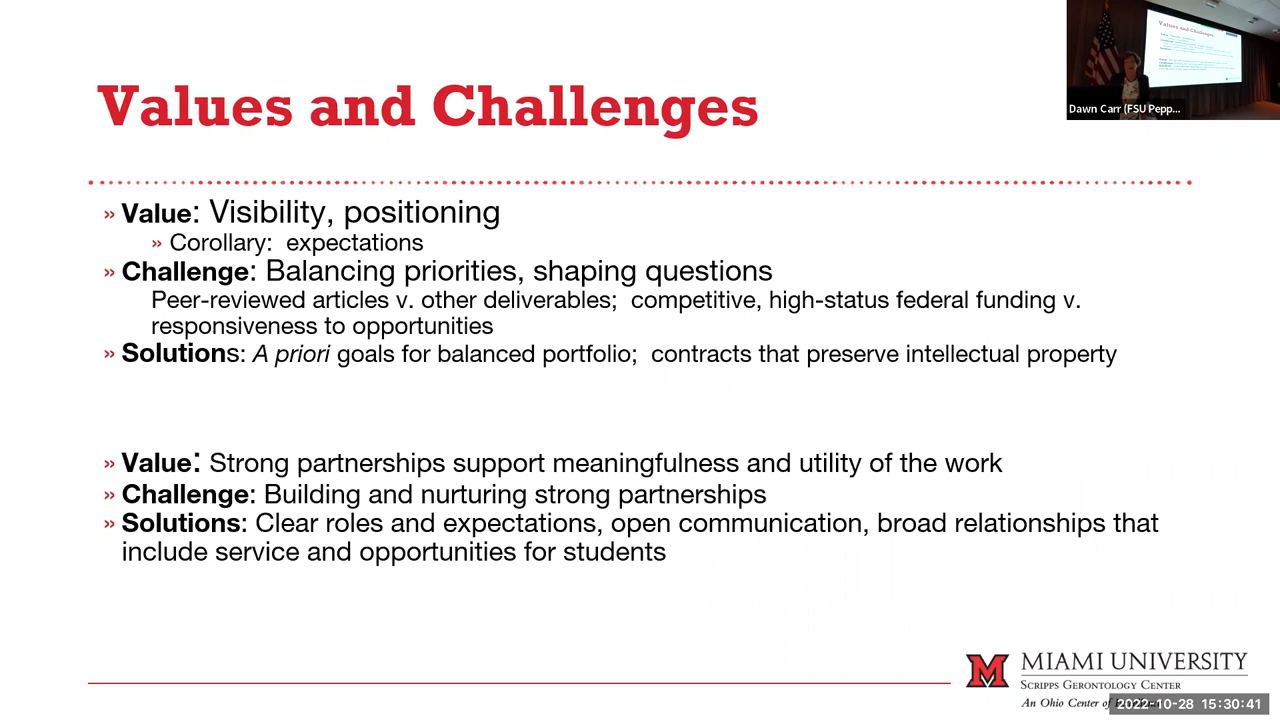 Values and Challenges
Dawn Carr (FSU Pepp...
Values and Challenges
» Value: Visibility, positioning
» Corollary: expectations
» Challenge: Balancing priorities, shaping questions
Peer-reviewed articles v. other deliverables; competitive, high-status federal funding v.
responsiveness to opportunities
» Solutions: A priori goals for balanced portfolio; contracts that preserve intellectual property
» Value: Strong partnerships support meaningfulness and utility of the work
» Challenge: Building and nurturing strong partnerships
» Solutions: Clear roles and expectations, open communication, broad relationships that
include service and opportunities for students
M
MIAMI UNIVERSITY
SCRIPPS GERONTOLOGY CENTER
An Ohio Center of
2022-10-28 15:30:41